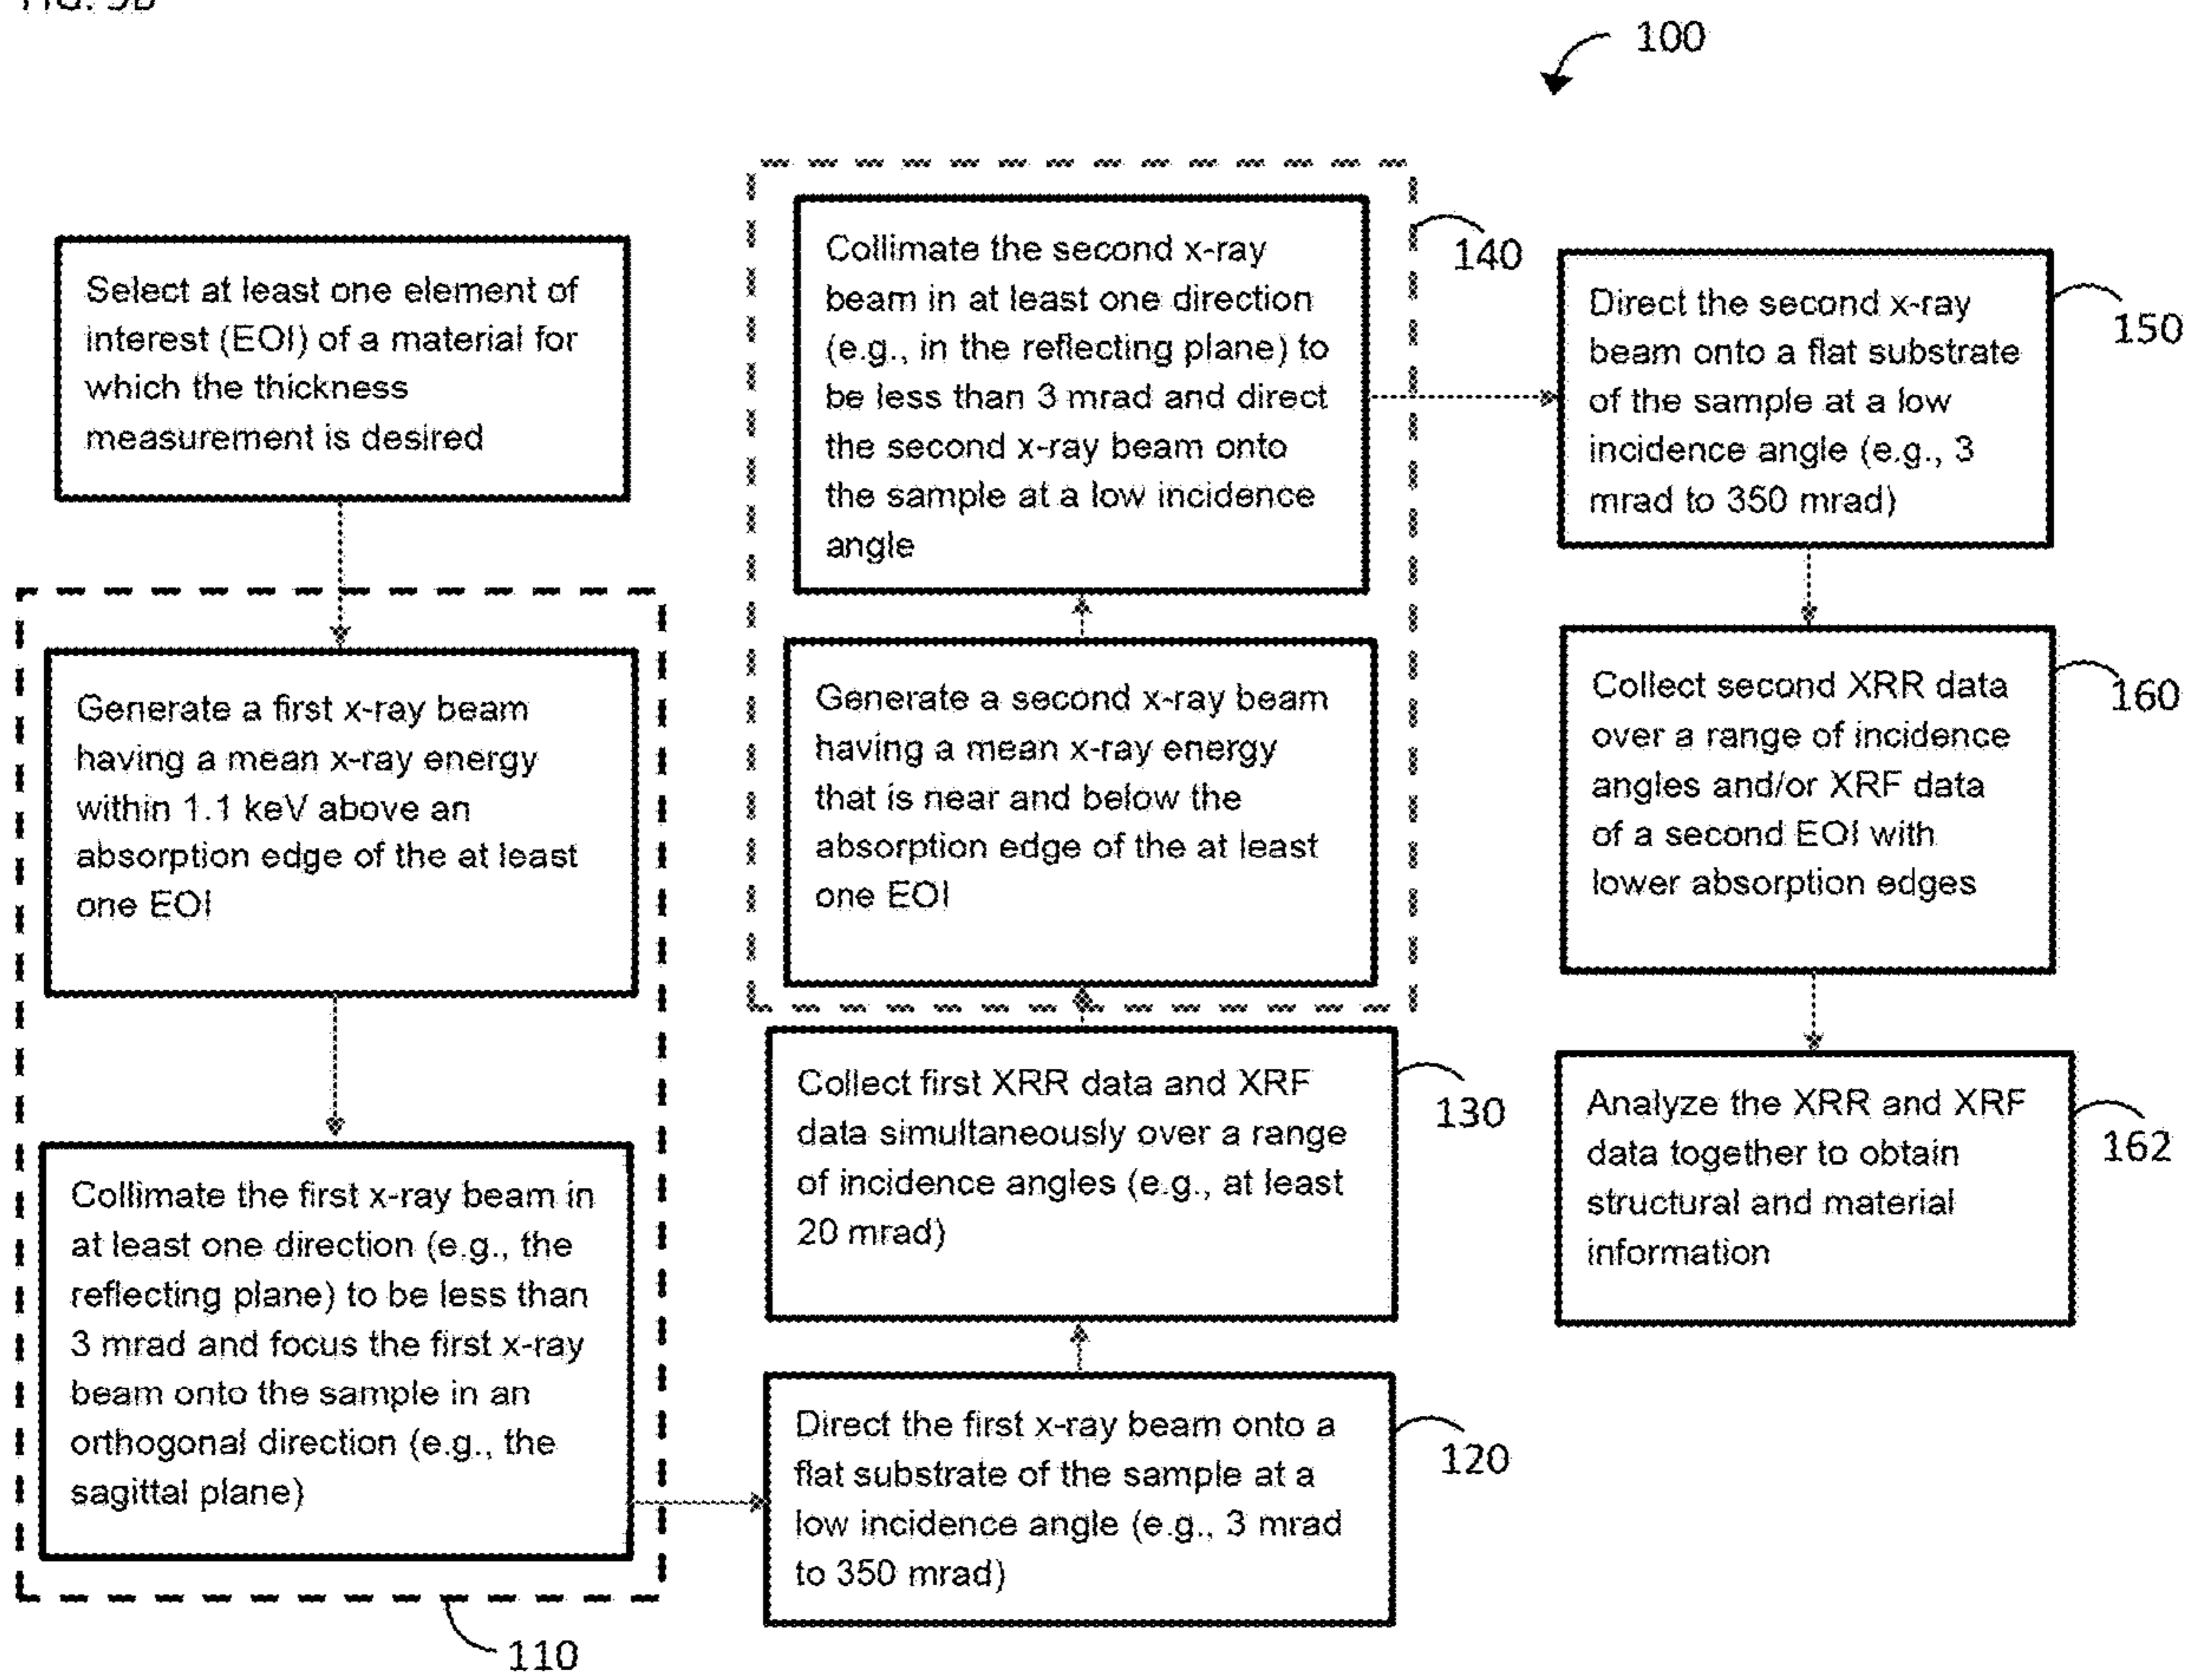 100
Select at least one element of
interest (EOI) of a material for
which the thickness
measurement is desired
Generate a first x-ray beam
having a mean x-ray energy
within 1.1 keV above an
absorption edge of the at least
one EOI
Collimate the first x-ray beam in
at least one direction (e.g., the
reflecting plane) to be less than
3 mrad and focus the first x-ray
beam onto the sample in an
orthogonal direction (e.g., the
sagittal plane)
110
Direct the first x-ray beam onto a
flat substrate of the sample at a
low incidence angle (e.g., 3 mrad
to 350 mrad)
120
Collect first XRR data and XRF
data simultaneously over a range
of incidence angles (e.g., at least
20 mrad)
130
Generate a second x-ray beam
having a mean x-ray energy
that is near and below the
absorption edge of the at least
one EOI
Collimate the second x-ray
beam in at least one direction
(e.g., in the reflecting plane) to
be less than 3 mrad and direct
the second x-ray beam onto
the sample at a low incidence
angle
140
Direct the second x-ray
beam onto a flat substrate
of the sample at a low
incidence angle (e.g., 3
mrad to 350 mrad)
150
Collect second XRR data
over a range of incidence
angles and/or XRF data
of a second EOI with
lower absorption edges
160
Analyze the XRR and XRF
data together to obtain
structural and material
information
162